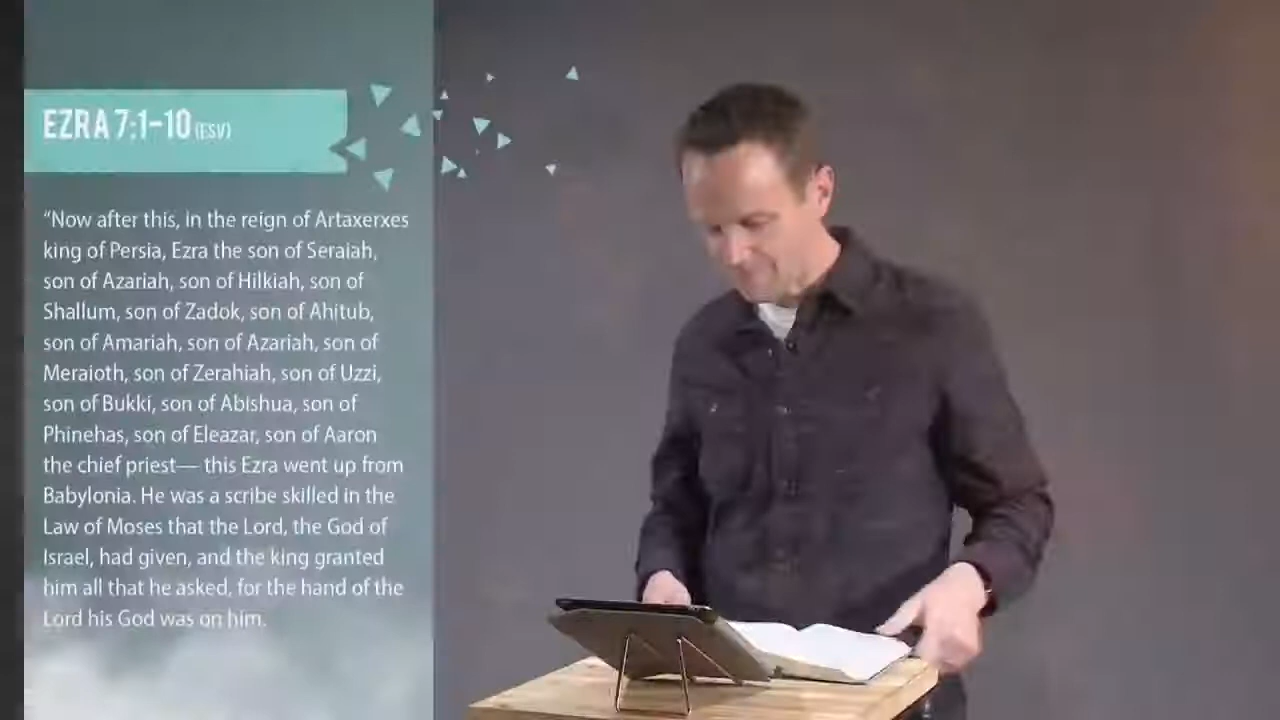 EZRA 7:1-10 (ESV)
“Now after this, in the reign of Artaxerxes
king of Persia, Ezra the son of Seraiah,
son of Azariah, son of Hilkiah, son of
Shallum, son of Zadok, son of Ahitub,
son of Amariah, son of Azariah, son of
Meraioth, son of Zerahiah, son of Uzzi,
son of Bukki, son of Abishua, son of
Phinehas, son of Eleazar, son of Aaron
the chief priest— this Ezra went up from
Babylonia. He was a scribe skilled in the
Law of Moses that the Lord, the God of
Israel, had given, and the king granted
him all that he asked, for the hand of the
Lord his God was on him.